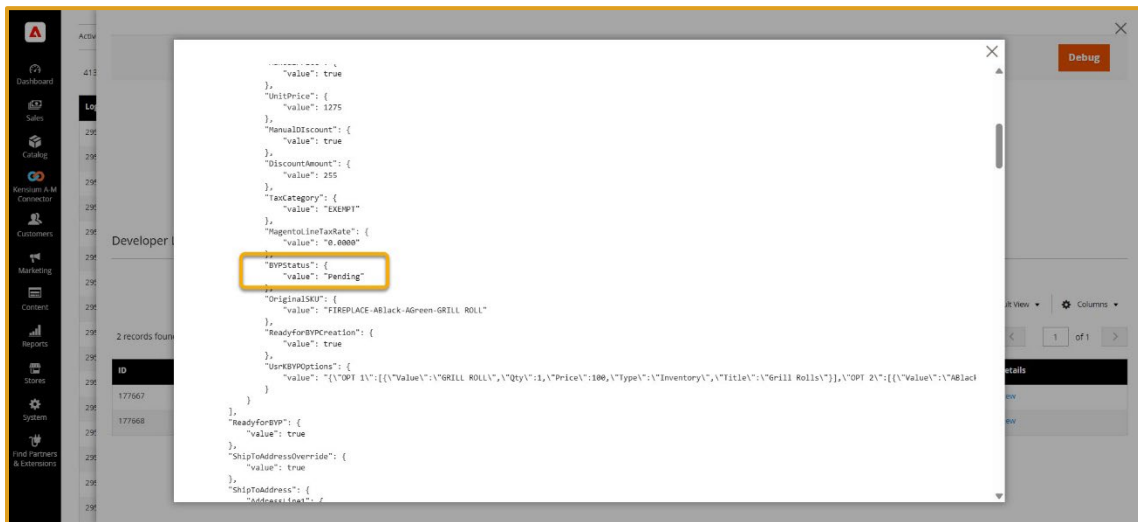 Dashboard
Sales
Catalog
Kensium A-M
Connector
Customers
Marketing
Content
Reports
Stores
System
Find Partners
& Extensions
413
Debug
"value": true
},
"UnitPrice": {
"value": 1275
},
"ManualDIscount": {
"value": true
},
"DiscountAmount": {
"value": 255
},
"TaxCategory": {
"value": "EXEMPT"
},
"MagentoLineTaxRate": {
"value": "0.0000"
},
"BYPStatus": {
"value": "Pending"
},
"OriginalSKU": {
"value": "FIREPLACE-ABlack-AGreen-GRILL ROLL"
},
"ReadyforBYPCreation": {
"value": true
},
"UsrKBYPOptions": {
"value": "{\"OPT 1\":[{\"Value\":\"GRILL ROLL\",\"Qty\":1,\"Price\":100,\"Type\":\"Inventory\",\"Title\":\"Grill Rolls\"}],\"OPT 2\":[{\"Value\":\"ABlack
}
}
],
"ReadyforBYP": {
"value": true
},
"ShipToAddressOverride": {
"value": true
},
"ShipToAddress": {
"AddressLine1": {
Developer
2 records foun
Columns
1 of 1
ID
177667
177668